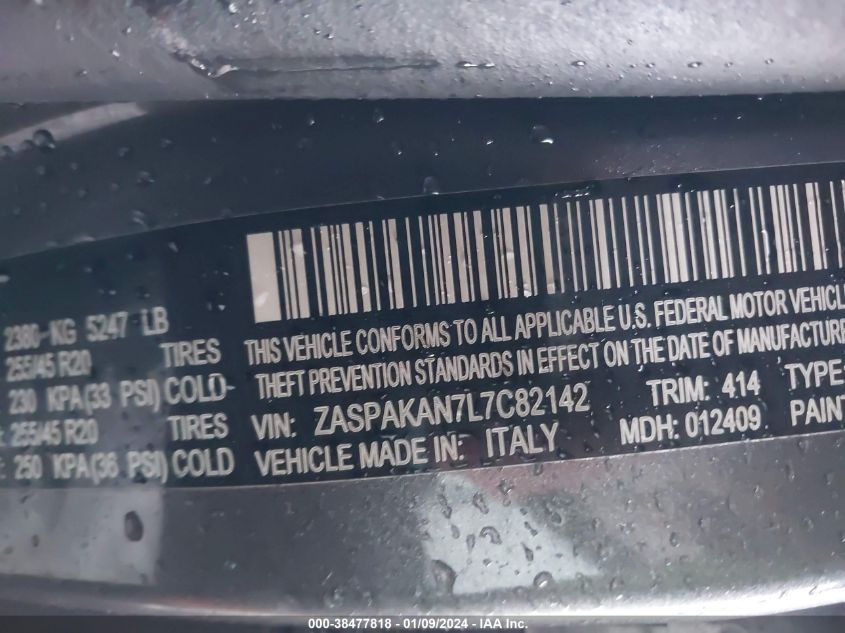 2380-KG 5247 LB
255/45 R20 TIRES
230 KPA(33 PSI) COLD
255/45 R20 TIRES
250 KPA(36 PSI) COLD
THIS VEHICLE CONFORMS TO ALL APPLICABLE U.S. FEDERAL MOTOR VEHICL
THEFT PREVENTION STANDARDS IN EFFECT ON THE DATE OF MANUFACTURE
VIN: ZASPAKAN7L7C82142 TRIM: 414 TYPE:
VEHICLE MADE IN: ITALY MDH: 012409 PAIN
000-38477818 - 01/09/2024 - IAAI.COM